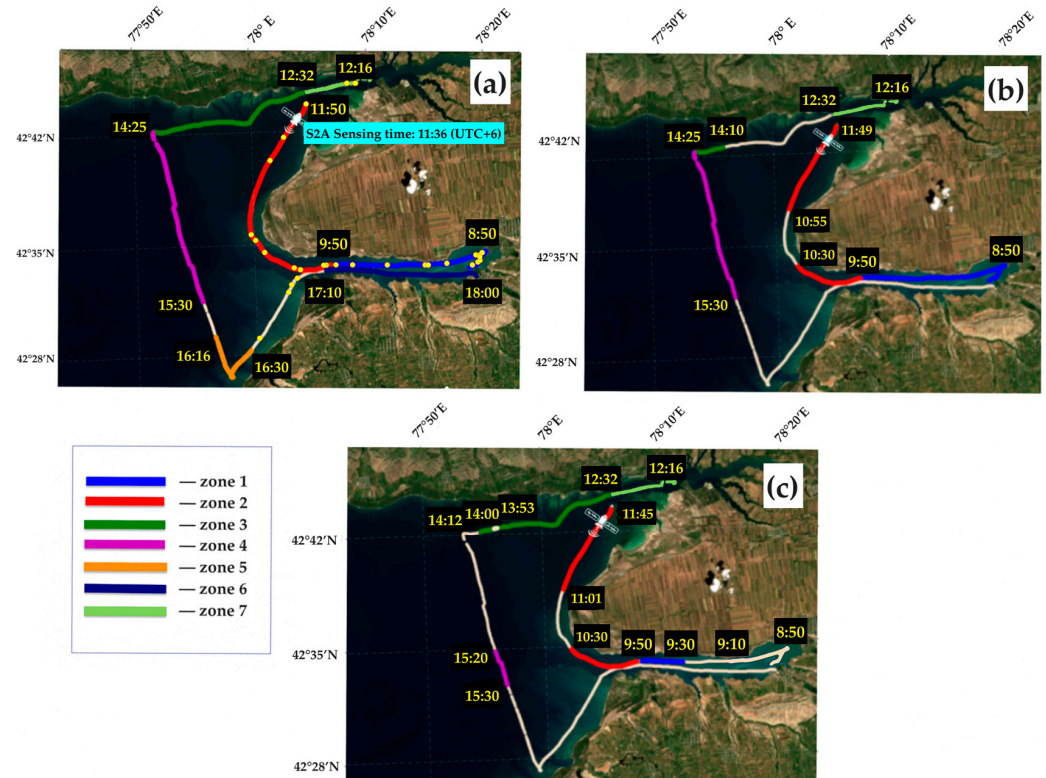 77°50′E
78° E
78°10′E
78°20′E
(a)
12:32
12:16
11:50
S2A Sensing time: 11:36 (UTC+6)
14:25
42°42′N
9:50
8:50
42°35′N
17:10
18:00
15:30
16:16
16:30
42°28′N
77°50′E
78° E
78°10′E
78°20′E
(b)
12:32
12:16
14:25
14:10
11:49
42°42′N
10:55
10:30
9:50
8:50
42°35′N
15:30
42°28′N
— zone 1
— zone 2
— zone 3
— zone 4
— zone 5
— zone 6
— zone 7
77°50′E
78° E
78°10′E
78°20′E
(c)
12:32
12:16
14:12
14:00
13:53
11:45
42°42′N
11:01
10:30
9:50
9:30
9:10
8:50
42°35′N
15:20
15:30
42°28′N